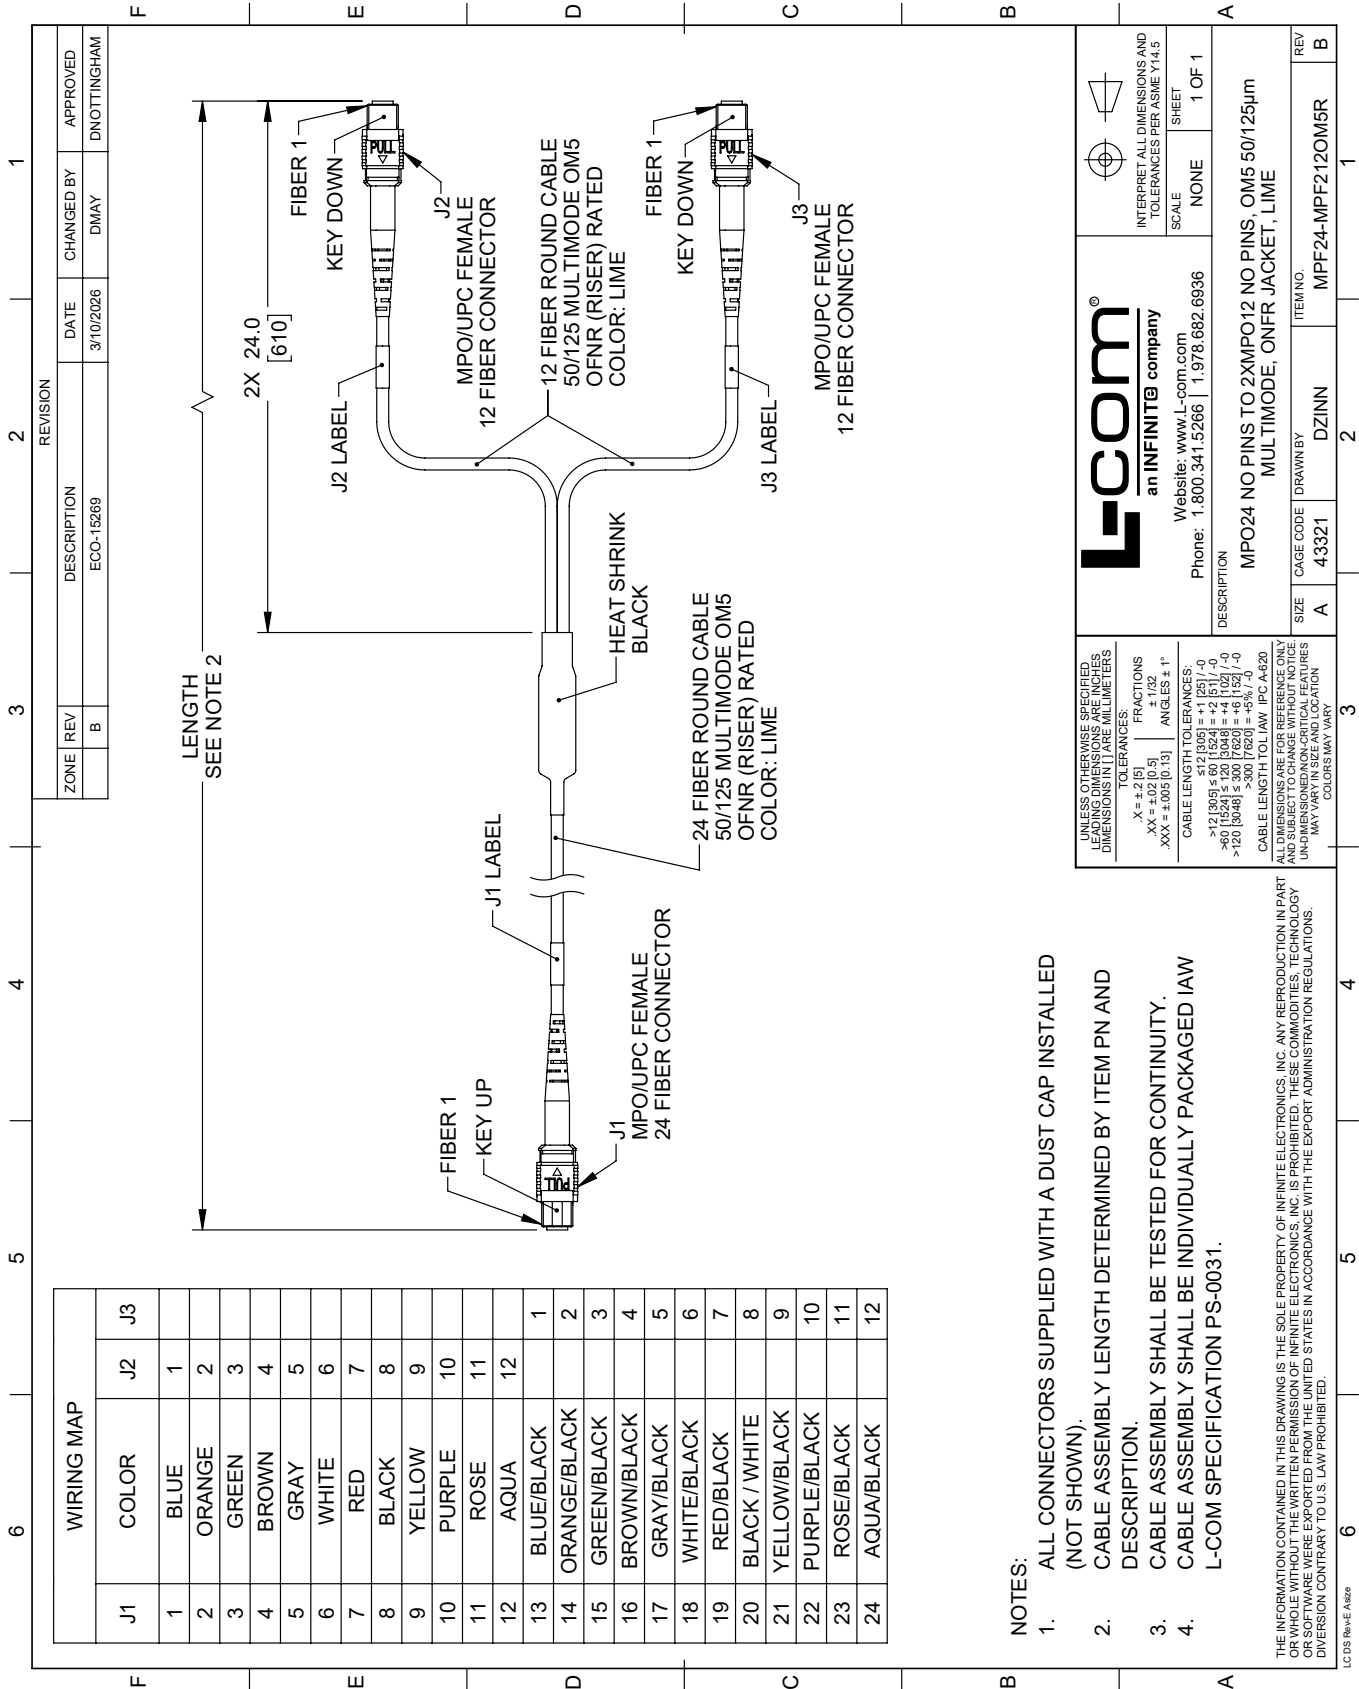 REVISION
ZONE REV DESCRIPTION DATE CHANGED BY APPROVED
B ECO-15269 3/10/2026 DMAY DNOTTINGHAM
6 5 4 3 2 1
F
E
D
C
B
A
WIRING MAP
J1 COLOR J2 J3
1 BLUE 1
2 ORANGE 2
3 GREEN 3
4 BROWN 4
5 GRAY 5
6 WHITE 6
7 RED 7
8 BLACK 8
9 YELLOW 9
10 PURPLE 10
11 ROSE 11
12 AQUA 12
13 BLUE/BLACK 1
14 ORANGE/BLACK 2
15 GREEN/BLACK 3
16 BROWN/BLACK 4
17 GRAY/BLACK 5
18 WHITE/BLACK 6
19 RED/BLACK 7
20 BLACK / WHITE 8
21 YELLOW/BLACK 9
22 PURPLE/BLACK 10
23 ROSE/BLACK 11
24 AQUA/BLACK 12
LENGTH
SEE NOTE 2
2X 24.0
[610]
FIBER 1
KEY UP
PULL
J1
MPO/UPC FEMALE
24 FIBER CONNECTOR
J1 LABEL
24 FIBER ROUND CABLE
50/125 MULTIMODE OM5
OFNR (RISER) RATED
COLOR: LIME
HEAT SHRINK
BLACK
J2 LABEL
FIBER 1
KEY DOWN
PULL
J2
MPO/UPC FEMALE
12 FIBER CONNECTOR
12 FIBER ROUND CABLE
50/125 MULTIMODE OM5
OFNR (RISER) RATED
COLOR: LIME
J3 LABEL
FIBER 1
KEY DOWN
PULL
J3
MPO/UPC FEMALE
12 FIBER CONNECTOR
NOTES:
1. ALL CONNECTORS SUPPLIED WITH A DUST CAP INSTALLED
(NOT SHOWN).
2. CABLE ASSEMBLY LENGTH DETERMINED BY ITEM PN AND
DESCRIPTION.
3. CABLE ASSEMBLY SHALL BE TESTED FOR CONTINUITY.
4. CABLE ASSEMBLY SHALL BE INDIVIDUALLY PACKAGED IAW
L-COM SPECIFICATION PS-0031.
THE INFORMATION CONTAINED IN THIS DRAWING IS THE SOLE PROPERTY OF INFINITE ELECTRONICS, INC. ANY REPRODUCTION IN PART
OR WHOLE WITHOUT THE WRITTEN PERMISSION OF INFINITE ELECTRONICS, INC. IS PROHIBITED. THESE COMMODITIES, TECHNOLOGY
OR SOFTWARE WERE EXPORTED FROM THE UNITED STATES IN ACCORDANCE WITH THE EXPORT ADMINISTRATION REGULATIONS.
DIVERSION CONTRARY TO U.S. LAW PROHIBITED.
LC DS Rev-E A size
UNLESS OTHERWISE SPECIFIED
LEADING DIMENSIONS ARE INCHES
DIMENSIONS IN [ ] ARE MILLIMETERS
TOLERANCES:
.X = ±.2 [5] FRACTIONS
.XX = ±.02 [0.5] ± 1/32
.XXX = ±.005 [0.13] ANGLES ± 1°
CABLE LENGTH TOLERANCES:
≤12 [305] = +1 [25] / -0
>12 [305] ≤ 60 [1524] = +2 [51] / -0
>60 [1524] ≤ 120 [3048] = +4 [102] / -0
>120 [3048] ≤ 300 [7620] = +6 [152] / -0
>300 [7620] = +5% / -0
CABLE LENGTH TOL IAW IPC A-620
ALL DIMENSIONS ARE FOR REFERENCE ONLY
AND SUBJECT TO CHANGE WITHOUT NOTICE.
UN-DIMENSIONED/NON-CRITICAL FEATURES
MAY VARY IN SIZE AND LOCATION
COLORS MAY VARY
L-com®
an INFINITE company
Website: www.L-com.com
Phone: 1.800.341.5266 | 1.978.682.6936
INTERPRET ALL DIMENSIONS AND
TOLERANCES PER ASME Y14.5
SCALE NONE SHEET 1 OF 1
DESCRIPTION
MPO24 NO PINS TO 2XMPO12 NO PINS, OM5 50/125µm
MULTIMODE, ONFR JACKET, LIME
SIZE A CAGE CODE 43321 DRAWN BY DZINN ITEM NO. MPF24-MPF212OM5R REV B
6 5 4 3 2 1
F
E
D
C
B
A